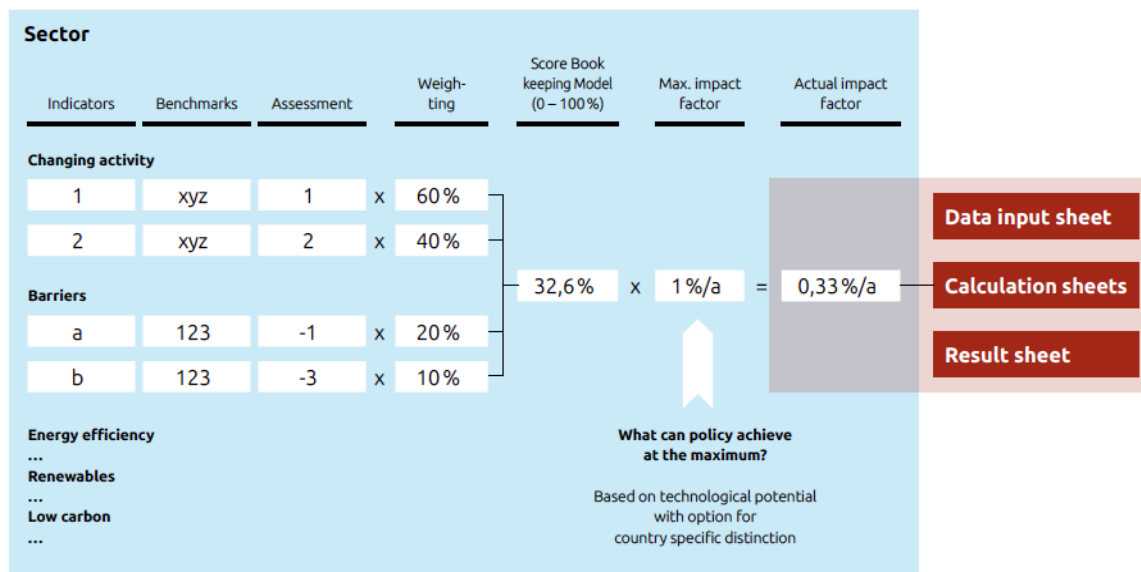 Sector
Indicators
Benchmarks
Assessment
Weigh-
ting
Score Book
keeping Model
(0 – 100 %)
Max. impact
factor
Actual impact
factor
Changing activity
1 xyz 1 x 60 %
2 xyz 2 x 40 %
32,6 % x 1 %/a = 0,33 %/a
Barriers
a 123 -1 x 20 %
b 123 -3 x 10 %
Data input sheet
Calculation sheets
Result sheet
Energy efficiency
...
Renewables
...
Low carbon
...
What can policy achieve
at the maximum?
Based on technological potential
with option for
country specific distinction